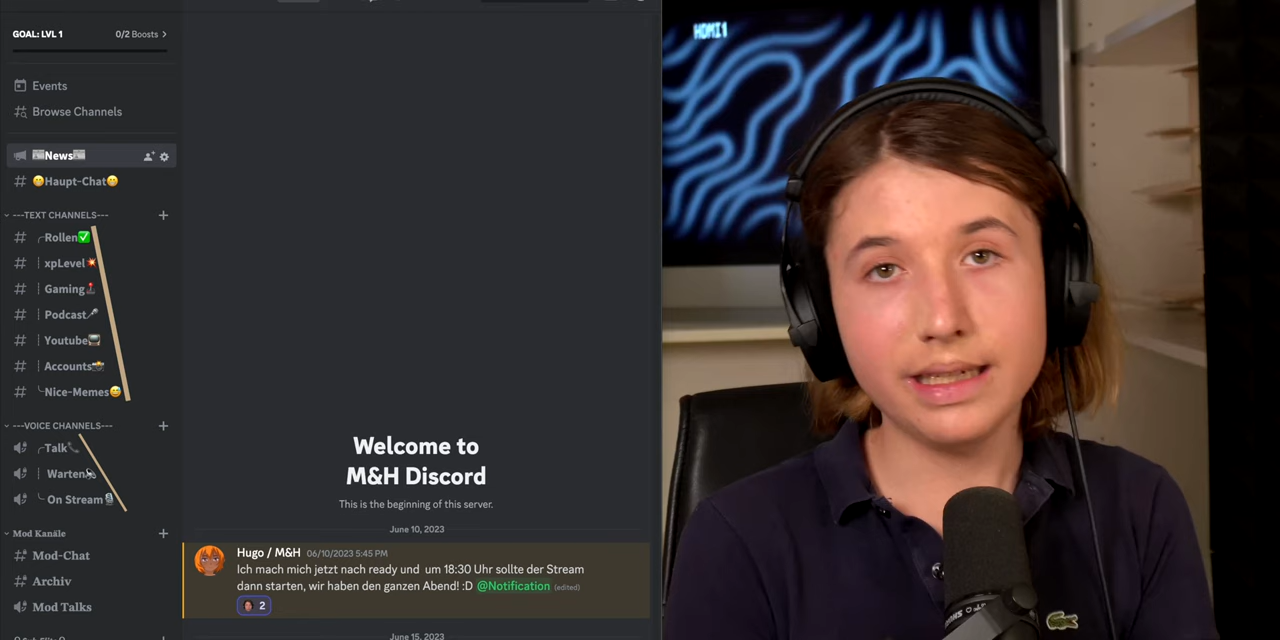 GOAL: LVL 1
0/2 Boosts
Events
Browse Channels
News
Haupt-Chat
---TEXT CHANNELS---
Rollen
xpLevel
Gaming
Podcast
Youtube
Accounts
Nice-Memes
---VOICE CHANNELS---
Talk
Warten
On Stream
Mod Kanäle
Mod-Chat
Archiv
Mod Talks
Welcome to
M&H Discord
This is the beginning of this server.
June 10, 2023
Hugo / M&H 06/10/2023 5:45 PM
Ich mach mich jetzt nach ready und um 18:30 Uhr sollte der Stream
dann starten, wir haben den ganzen Abend! :D @Notification (edited)
2
June 15, 2023
HDMI1